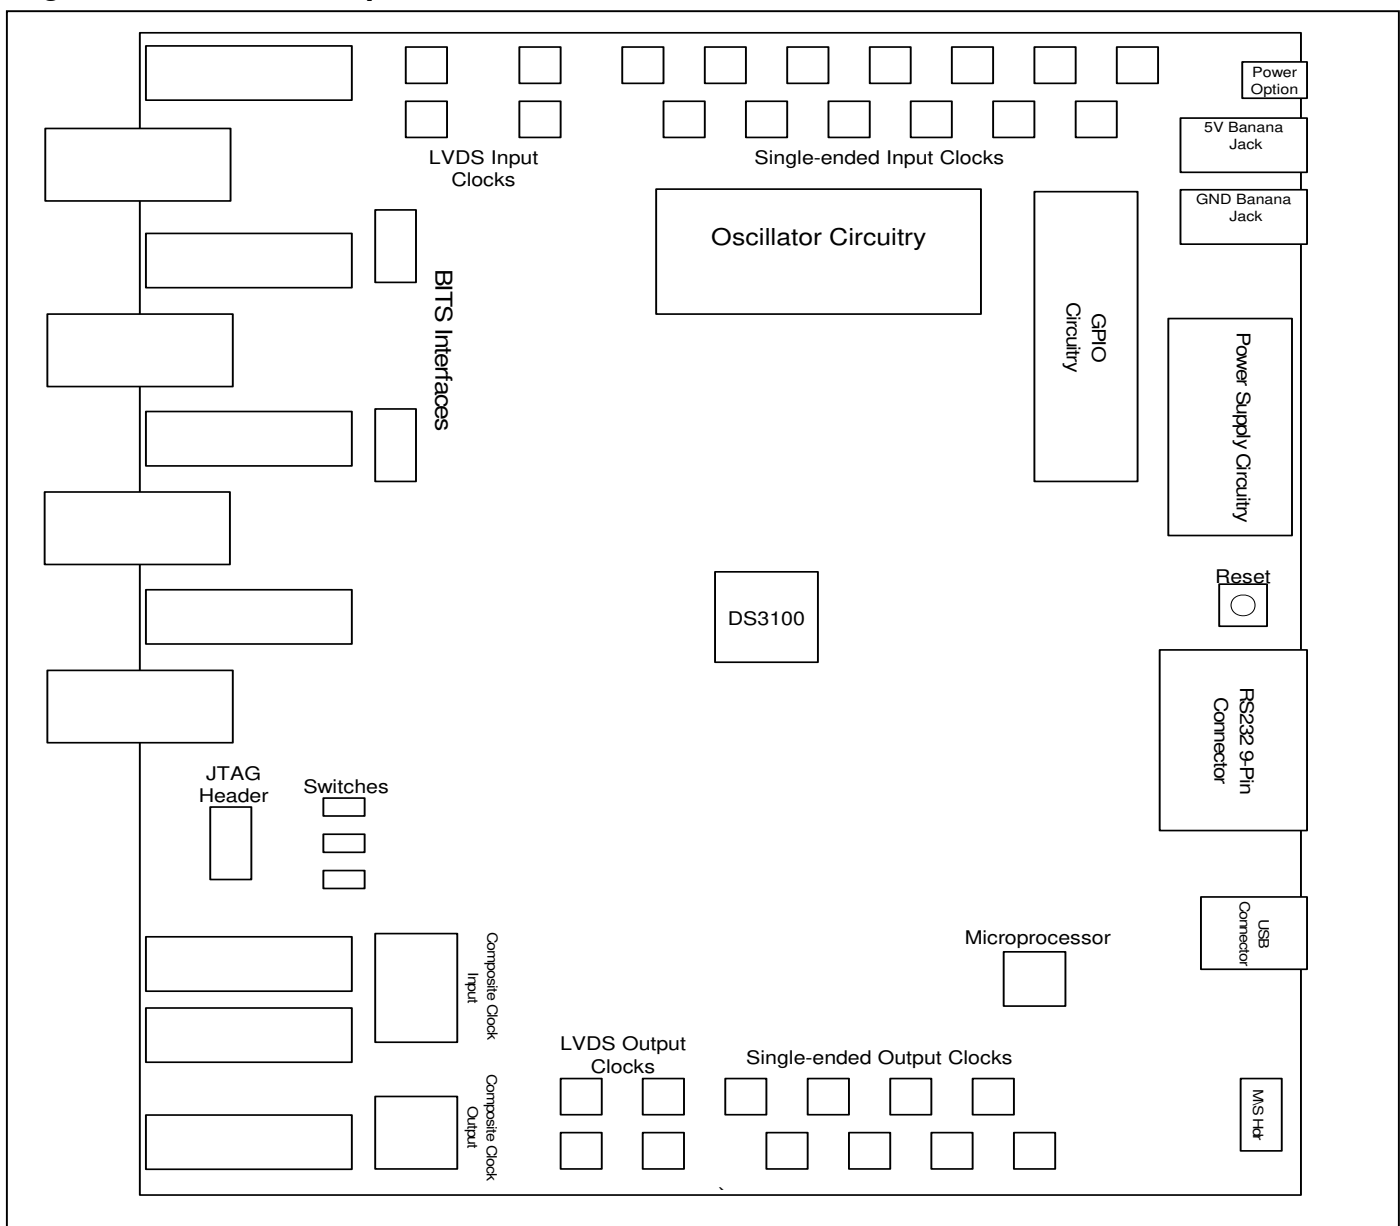 Power
Option
5V Banana
Jack
LVDS Input
Clocks
Single-ended Input Clocks
GND Banana
Jack
Oscillator Circuitry
BITS Interfaces
GPIO
Circuitry
Power Supply Circuitry
Reset
DS3100
RS232 9-Pin
Connector
JTAG
Header
Switches
USB
Connector
Microprocessor
Composite Clock
Input
LVDS Output
Clocks
Single-ended Output Clocks
Composite Clock
Output
M\S Hdr